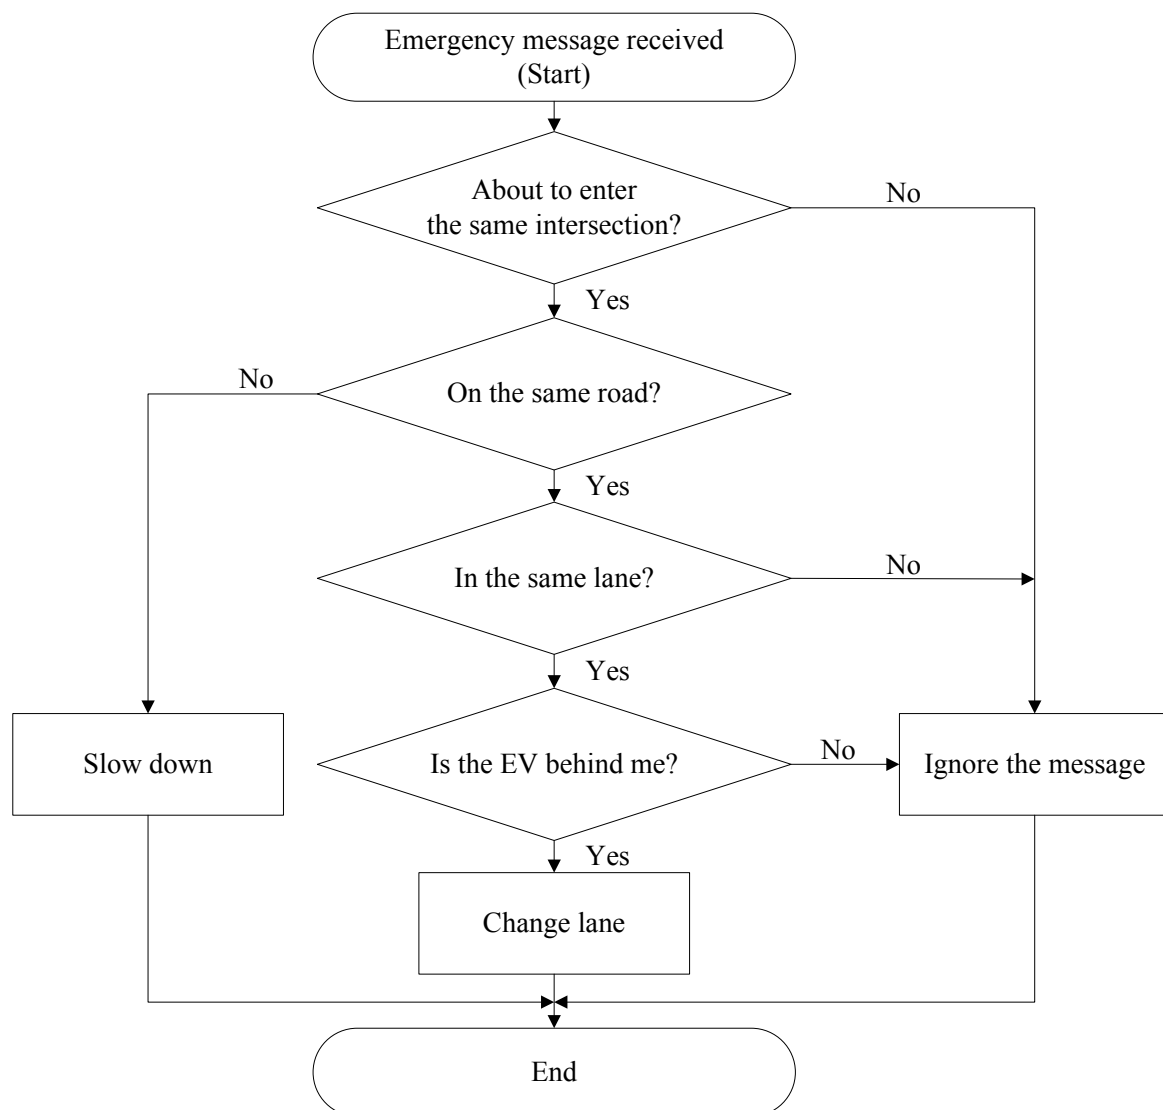 Emergency message received
(Start)
About to enter
the same intersection?
No
Yes
On the same road?
No
Yes
In the same lane?
No
Yes
Is the EV behind me?
No
Yes
Slow down
Ignore the message
Change lane
End